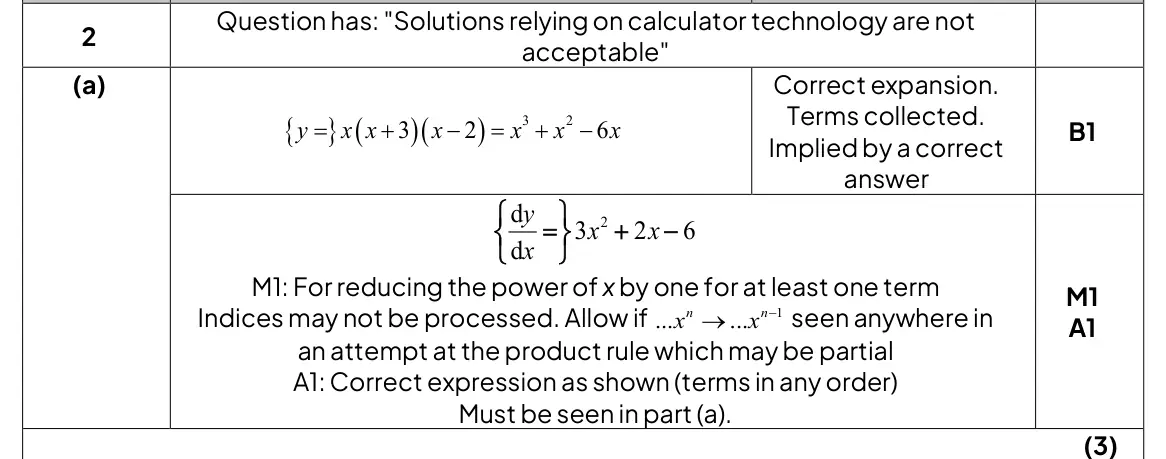 2
Question has: "Solutions relying on calculator technology are not
acceptable"
(a)
{y =} x(x + 3)(x − 2) = x³ + x² − 6x
Correct expansion.
Terms collected.
Implied by a correct
answer
B1
{dy/dx =} 3x² + 2x − 6
M1: For reducing the power of x by one for at least one term
Indices may not be processed. Allow if ...xⁿ → ...xⁿ⁻¹ seen anywhere in
an attempt at the product rule which may be partial
A1: Correct expression as shown (terms in any order)
Must be seen in part (a).
M1
A1
(3)